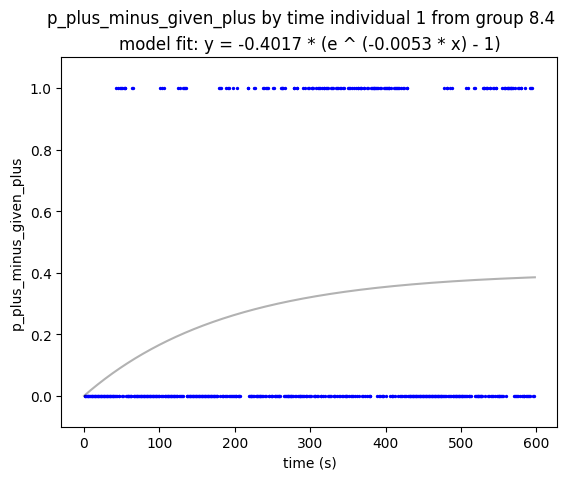 p_plus_minus_given_plus by time individual 1 from group 8.4
model fit: y = -0.4017 * (e ^ (-0.0053 * x) - 1)
1.0
0.8
0.6
0.4
0.2
0.0
p_plus_minus_given_plus
0 100 200 300 400 500 600
time (s)